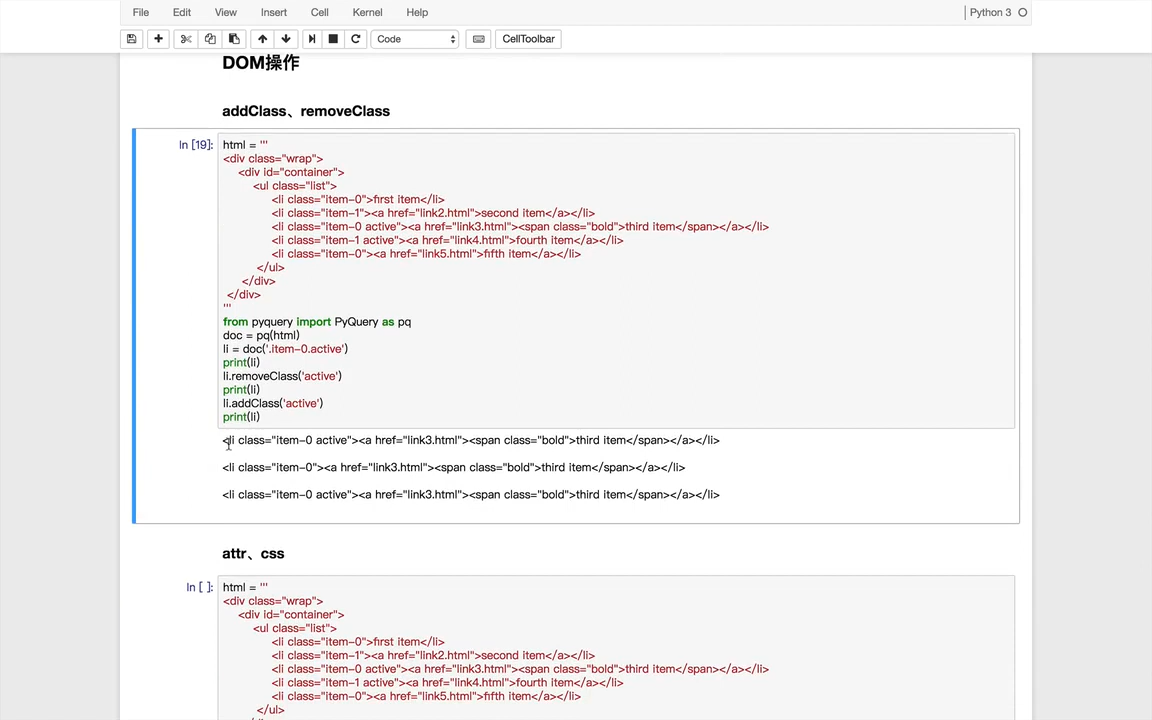 File Edit View Insert Cell Kernel Help Python 3
Code CellToolbar
DOM操作
addClass、removeClass
In [19]: html = '''
<div class="wrap">
<div id="container">
<ul class="list">
<li class="item-0">first item</li>
<li class="item-1"><a href="link2.html">second item</a></li>
<li class="item-0 active"><a href="link3.html"><span class="bold">third item</span></a></li>
<li class="item-1 active"><a href="link4.html">fourth item</a></li>
<li class="item-0"><a href="link5.html">fifth item</a></li>
</ul>
</div>
</div>
'''
from pyquery import PyQuery as pq
doc = pq(html)
li = doc('.item-0.active')
print(li)
li.removeClass('active')
print(li)
li.addClass('active')
print(li)
<li class="item-0 active"><a href="link3.html"><span class="bold">third item</span></a></li>
<li class="item-0"><a href="link3.html"><span class="bold">third item</span></a></li>
<li class="item-0 active"><a href="link3.html"><span class="bold">third item</span></a></li>
attr、css
In [ ]: html = '''
<div class="wrap">
<div id="container">
<ul class="list">
<li class="item-0">first item</li>
<li class="item-1"><a href="link2.html">second item</a></li>
<li class="item-0 active"><a href="link3.html"><span class="bold">third item</span></a></li>
<li class="item-1 active"><a href="link4.html">fourth item</a></li>
<li class="item-0"><a href="link5.html">fifth item</a></li>
</ul>